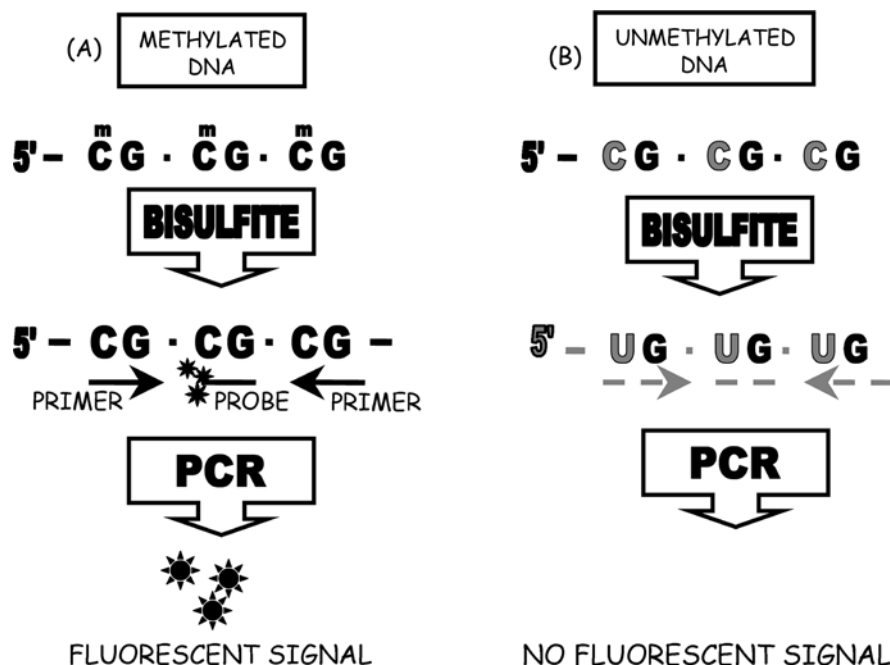 (A) METHYLATED
DNA
m m m
5' – CG · CG · CG
BISULFITE
5' – CG · CG · CG –
PRIMER PROBE PRIMER
PCR
FLUORESCENT SIGNAL
(B) UNMETHYLATED
DNA
5' – CG · CG · CG
BISULFITE
5' – UG · UG · UG
PCR
NO FLUORESCENT SIGNAL